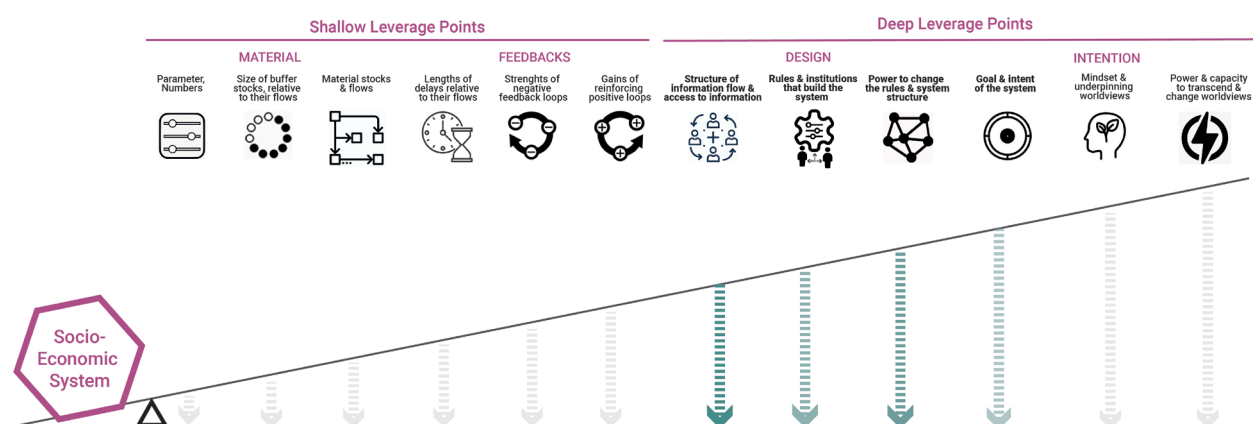 Shallow Leverage Points
Deep Leverage Points
MATERIAL
FEEDBACKS
DESIGN
INTENTION
Parameter,
Numbers
Size of buffer
stocks, relative
to their flows
Material stocks
& flows
Lengths of
delays relative
to their flows
Strenghts of
negative
feedback loops
Gains of
reinforcing
positive loops
Structure of
information flow &
access to information
Rules & institutions
that build the
system
Power to change
the rules & system
structure
Goal & intent
of the system
Mindset &
underpinning
worldviews
Power & capacity
to transcend &
change worldviews
Socio-
Economic
System